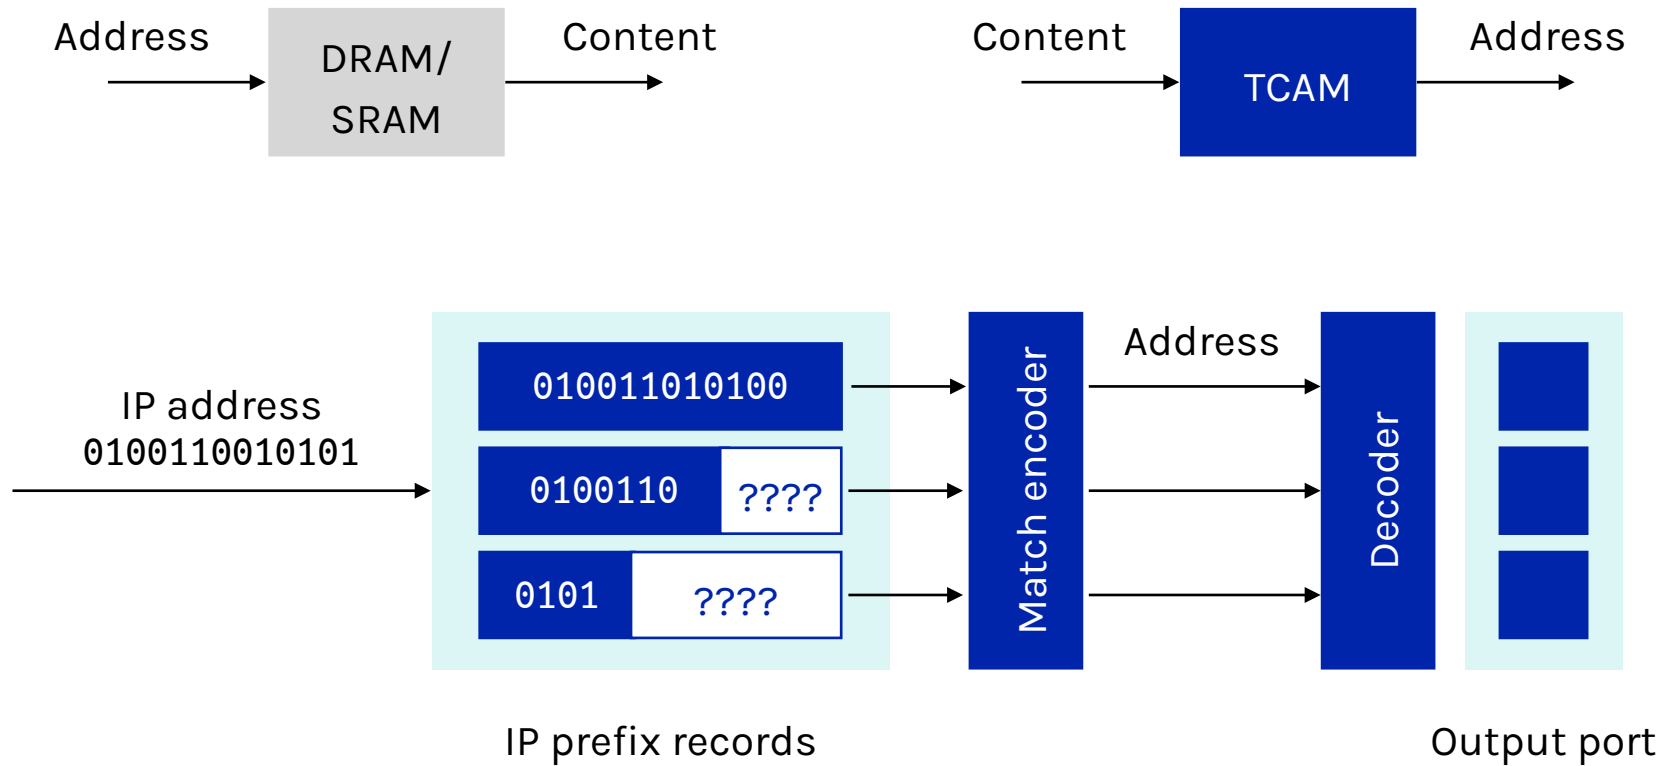 Address
DRAM/
SRAM
Content
Content
TCAM
Address
IP address
0100110010101
010011010100
0100110
????
0101
????
Match encoder
Address
Decoder
IP prefix records
Output port